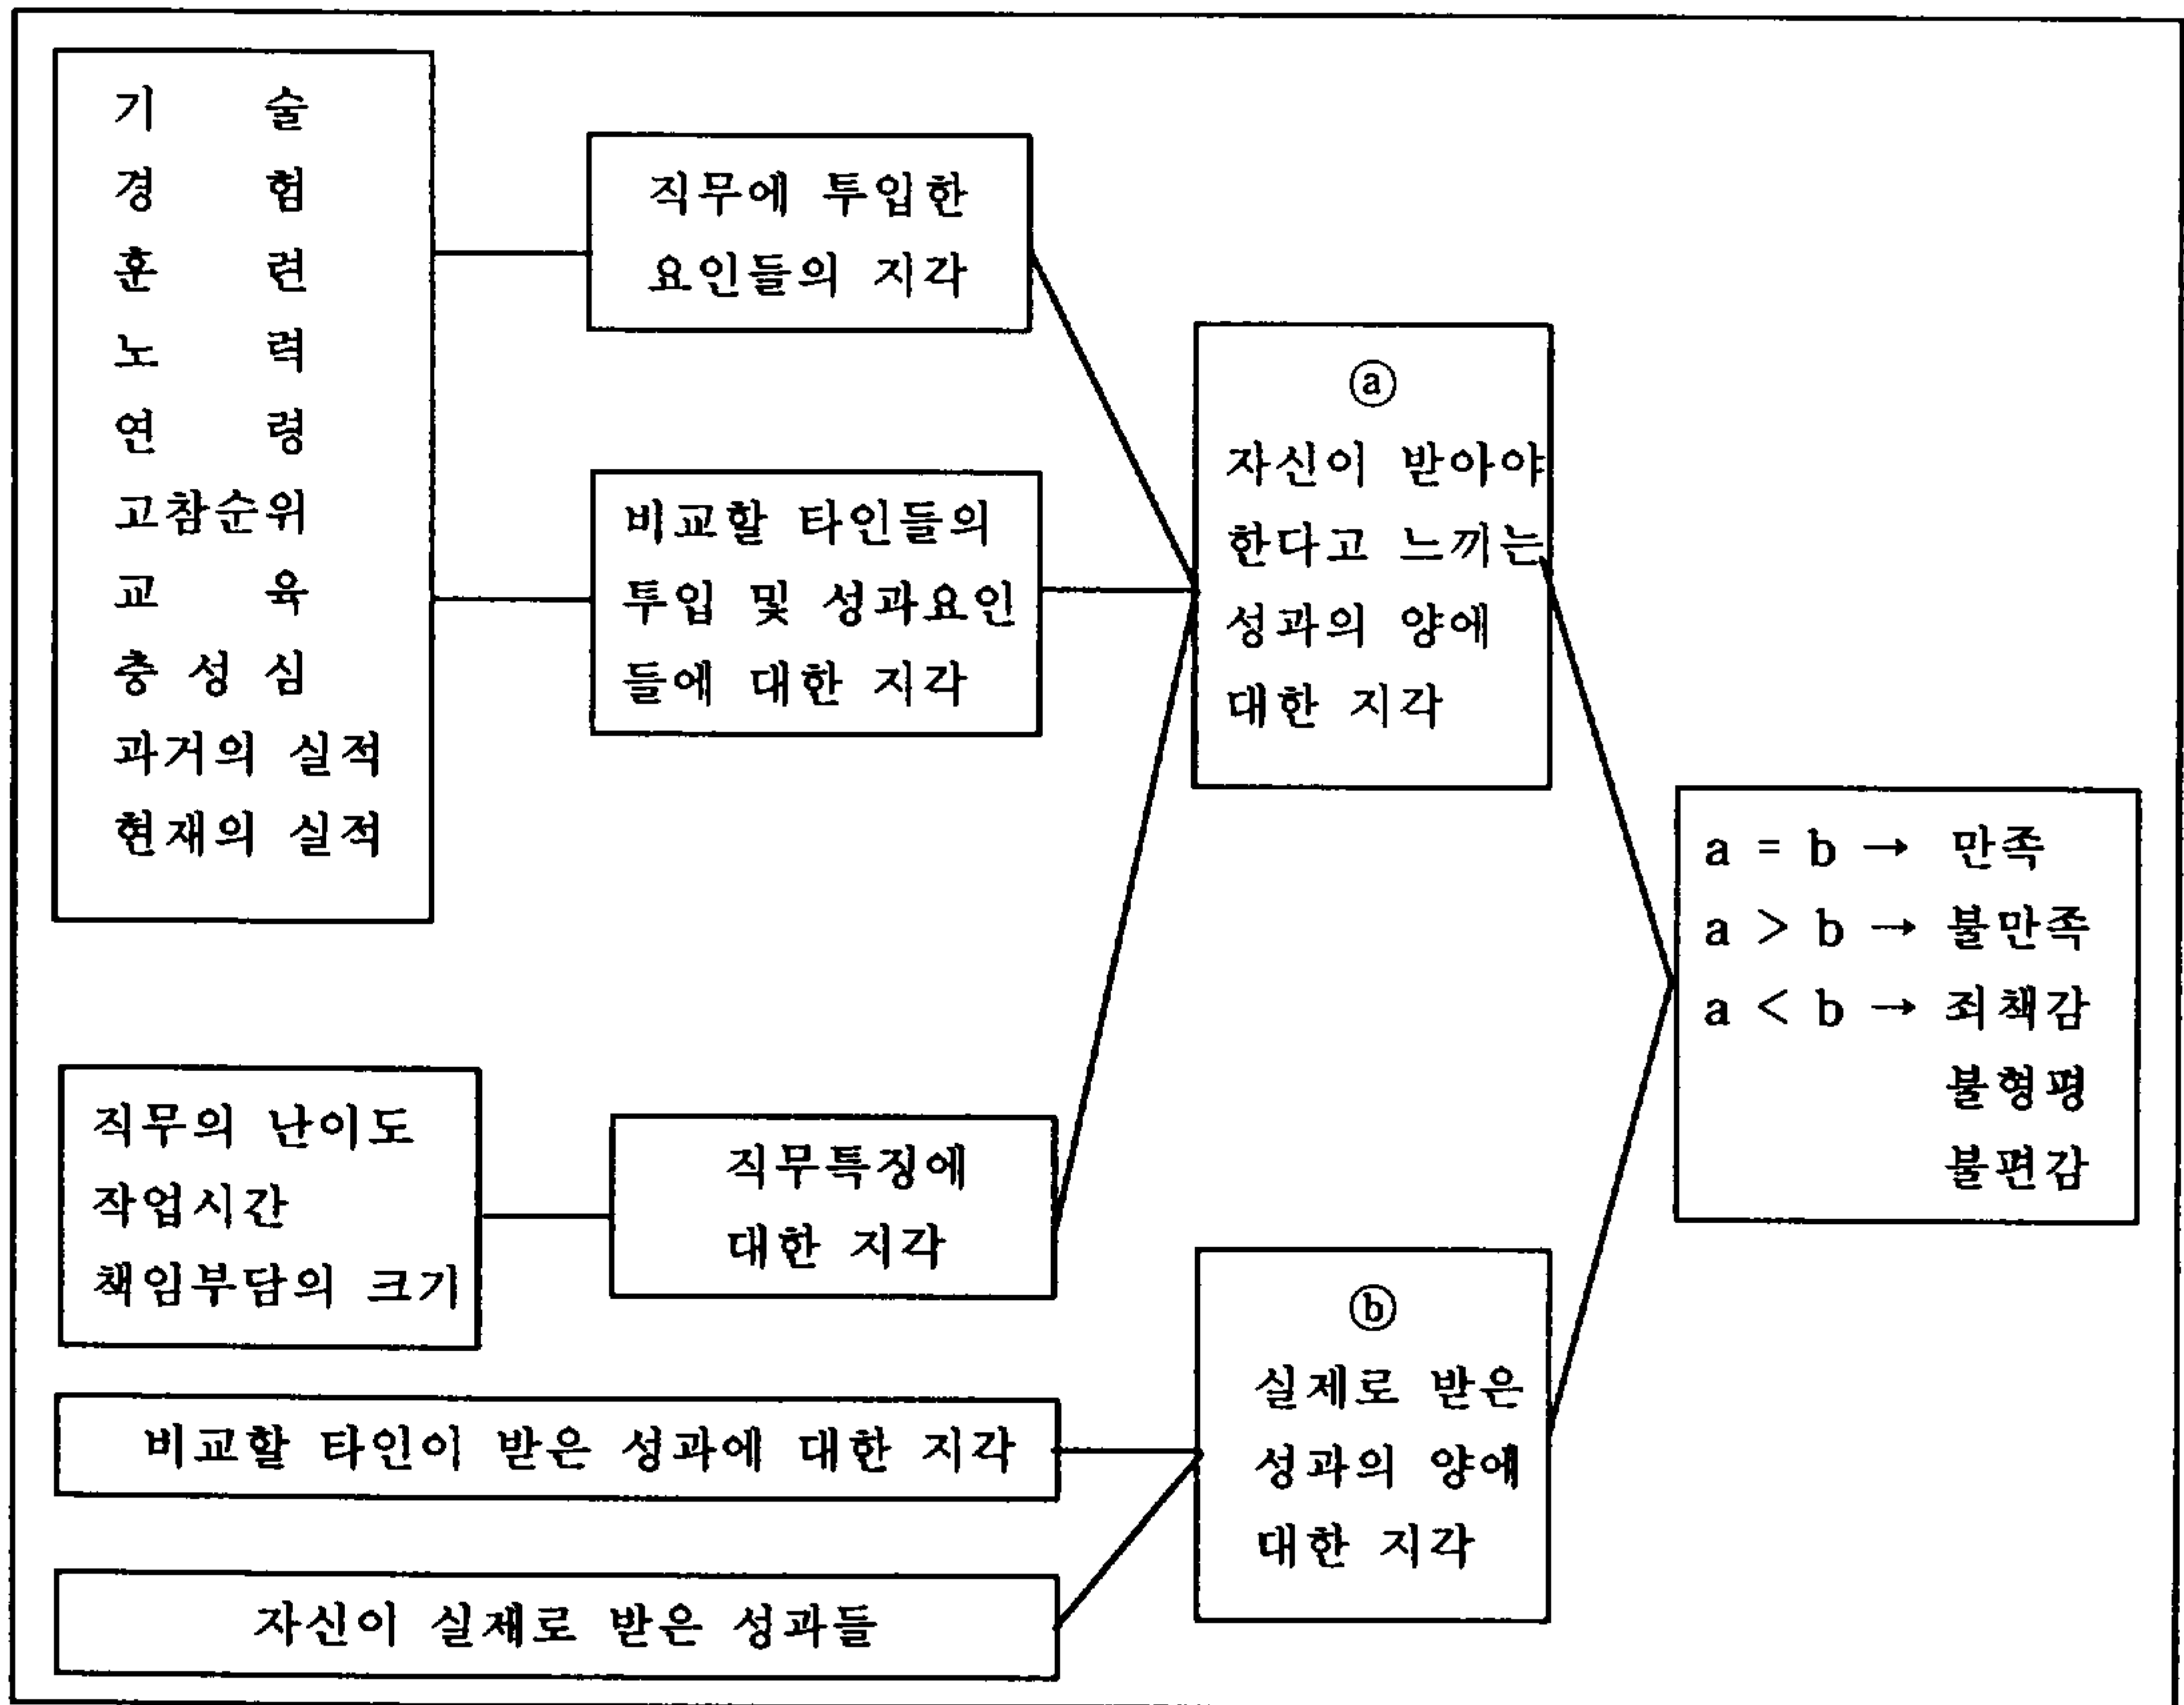 기 술
경 험
훈 련
노 력
연 령
고참순위
교 육
충 성 심
과거의 실적
현재의 실적
직무에 투입한
요인들의 지각
비교할 타인들의
투입 및 성과요인
들에 대한 지각
직무의 난이도
작업시간
책임부담의 크기
직무특징에
대한 지각
비교할 타인이 받은 성과에 대한 지각
자신이 실제로 받은 성과들
ⓐ
자신이 받아야
한다고 느끼는
성과의 양에
대한 지각
ⓑ
실제로 받은
성과의 양에
대한 지각
a = b → 만족
a > b → 불만족
a < b → 죄책감
불형평
불편감